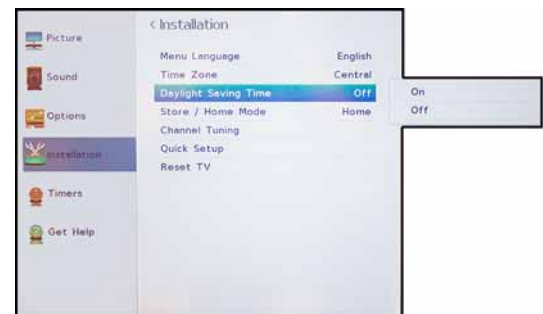 Picture
Sound
Options
Installation
Timers
Get Help
< Installation
Menu Language English
Time Zone Central
Daylight Saving Time Off
Store / Home Mode Home
Channel Tuning
Quick Setup
Reset TV
On
Off